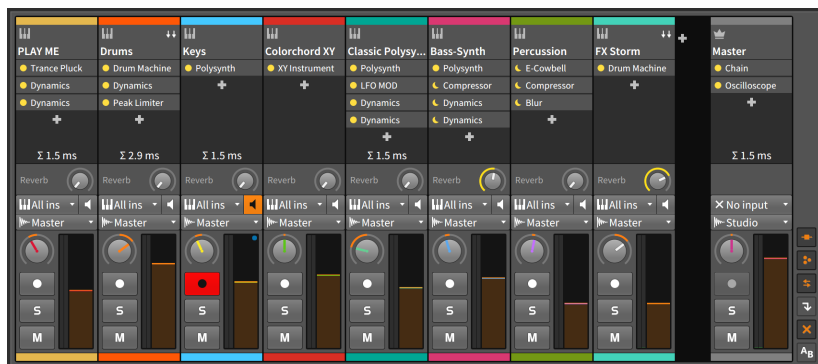 PLAY ME
Drums
Keys
Colorchord XY
Classic Polysy...
Bass-Synth
Percussion
FX Storm
Master
Trance Pluck
Drum Machine
Polysynth
XY Instrument
Polysynth
Polysynth
E-Cowbell
Drum Machine
Chain
Dynamics
Dynamics
LFO MOD
Compressor
Compressor
Oscilloscope
Dynamics
Peak Limiter
Dynamics
Dynamics
Blur
Dynamics
Dynamics
Σ 1.5 ms
Σ 2.9 ms
Σ 1.5 ms
Σ 1.5 ms
Σ 1.5 ms
Reverb
Reverb
Reverb
Reverb
Reverb
Reverb
Reverb
Reverb
All ins
All ins
All ins
All ins
All ins
All ins
All ins
All ins
No input
Master
Master
Master
Master
Master
Master
Master
Master
Studio
S
S
S
S
S
S
S
S
S
M
M
M
M
M
M
M
M
M
AB